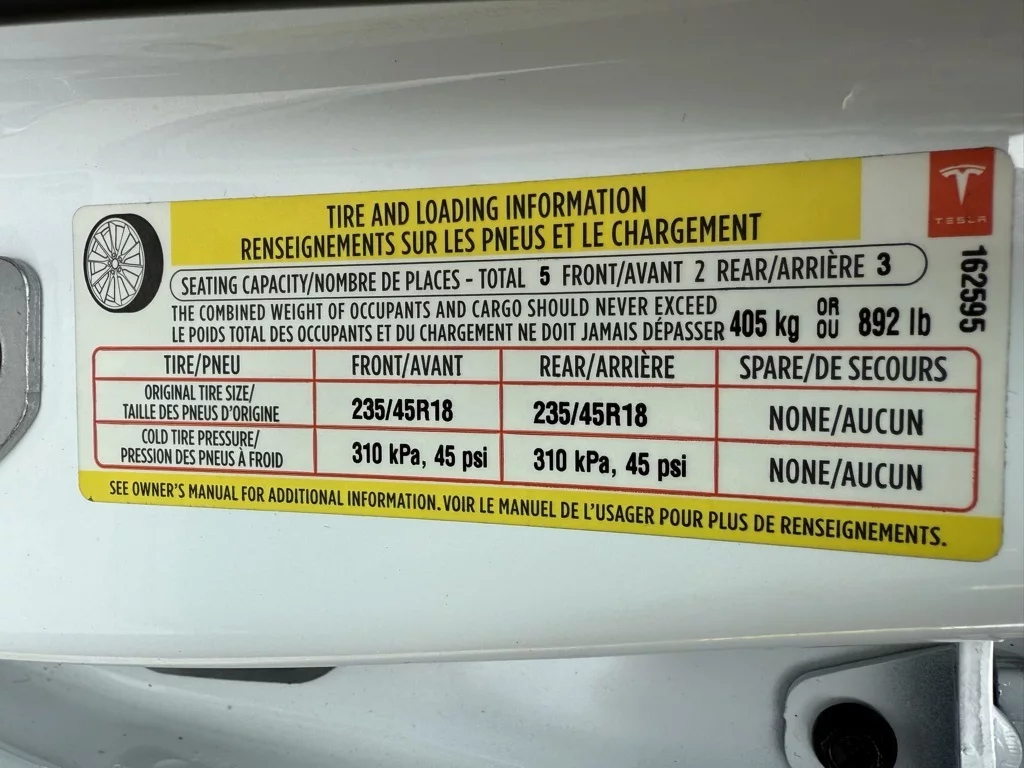 TIRE AND LOADING INFORMATION
RENSEIGNEMENTS SUR LES PNEUS ET LE CHARGEMENT
TESLA
162595
SEATING CAPACITY/NOMBRE DE PLACES - TOTAL 5 FRONT/AVANT 2 REAR/ARRIÈRE 3
THE COMBINED WEIGHT OF OCCUPANTS AND CARGO SHOULD NEVER EXCEED
LE POIDS TOTAL DES OCCUPANTS ET DU CHARGEMENT NE DOIT JAMAIS DÉPASSER
405 kg OR OU 892 lb
TIRE/PNEU FRONT/AVANT REAR/ARRIÈRE SPARE/DE SECOURS
ORIGINAL TIRE SIZE/
TAILLE DES PNEUS D'ORIGINE 235/45R18 235/45R18 NONE/AUCUN
COLD TIRE PRESSURE/
PRESSION DES PNEUS À FROID 310 kPa, 45 psi 310 kPa, 45 psi NONE/AUCUN
SEE OWNER'S MANUAL FOR ADDITIONAL INFORMATION. VOIR LE MANUEL DE L'USAGER POUR PLUS DE RENSEIGNEMENTS.